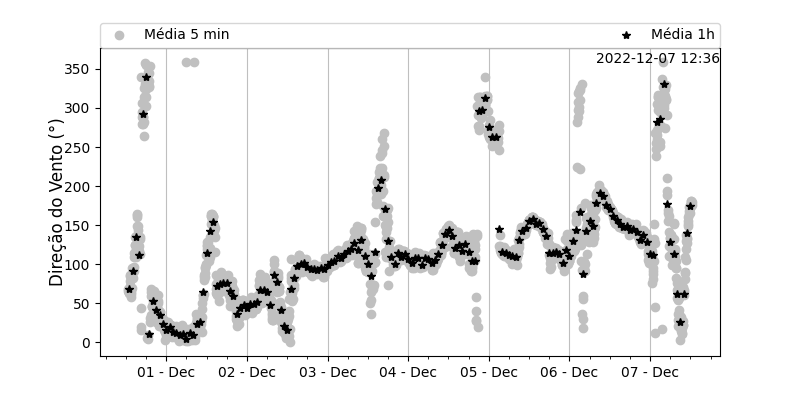 Média 5 min
Média 1h
2022-12-07 12:36
Direção do Vento (°)
350
300
250
200
150
100
50
0
01 - Dec
02 - Dec
03 - Dec
04 - Dec
05 - Dec
06 - Dec
07 - Dec